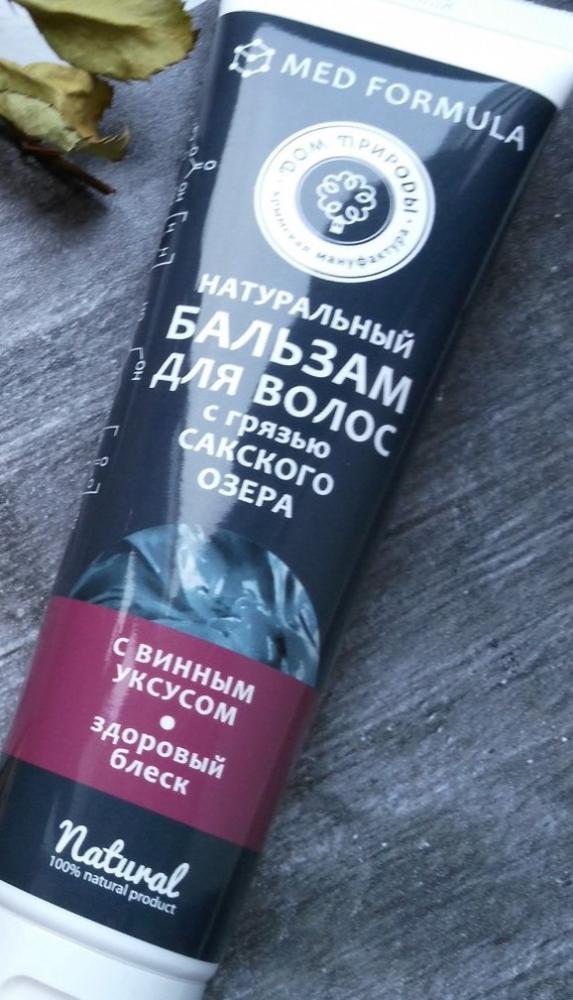 MED FORMULA
ДОМ ПРИРОДЫ
крымская мануфактура
НАТУРАЛЬНЫЙ
БАЛЬЗАМ
ДЛЯ ВОЛОС
с грязью
САКСКОГО
ОЗЕРА
С ВИННЫМ
УКСУСОМ
здоровый
блеск
Natural
100% natural product